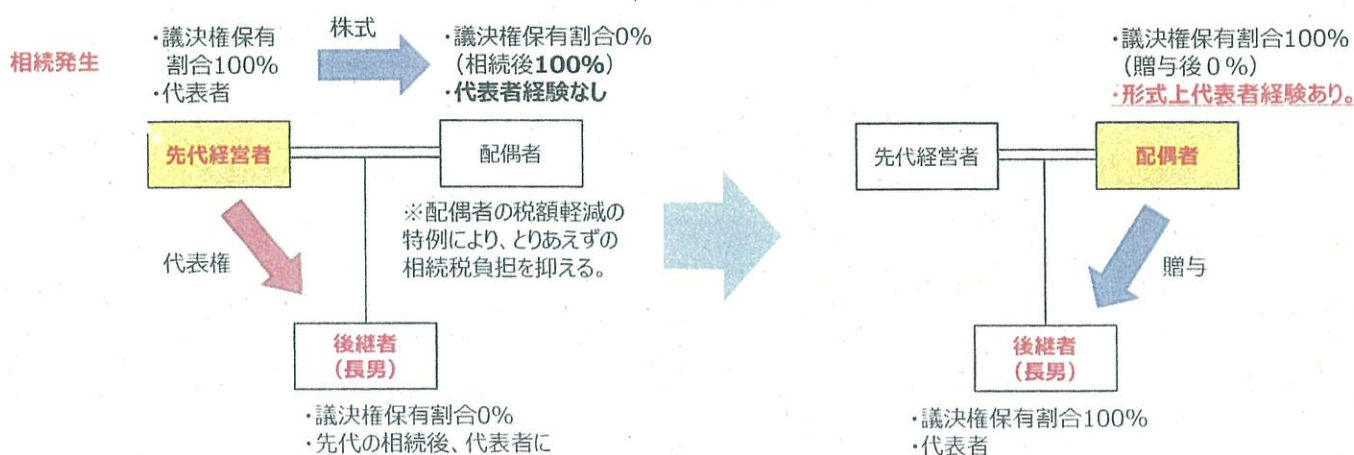 相続発生
・議決権保有
割合100%
・代表者
株式
・議決権保有割合0%
(相続後100%)
・代表者経験なし
先代経営者
配偶者
代表権
※配偶者の税額軽減の
特例により、とりあえずの
相続税負担を抑える。
後継者
(長男)
・議決権保有割合0%
・先代の相続後、代表者に
・議決権保有割合100%
(贈与後０%)
・形式上代表者経験あり。
先代経営者
配偶者
贈与
後継者
(長男)
・議決権保有割合100%
・代表者